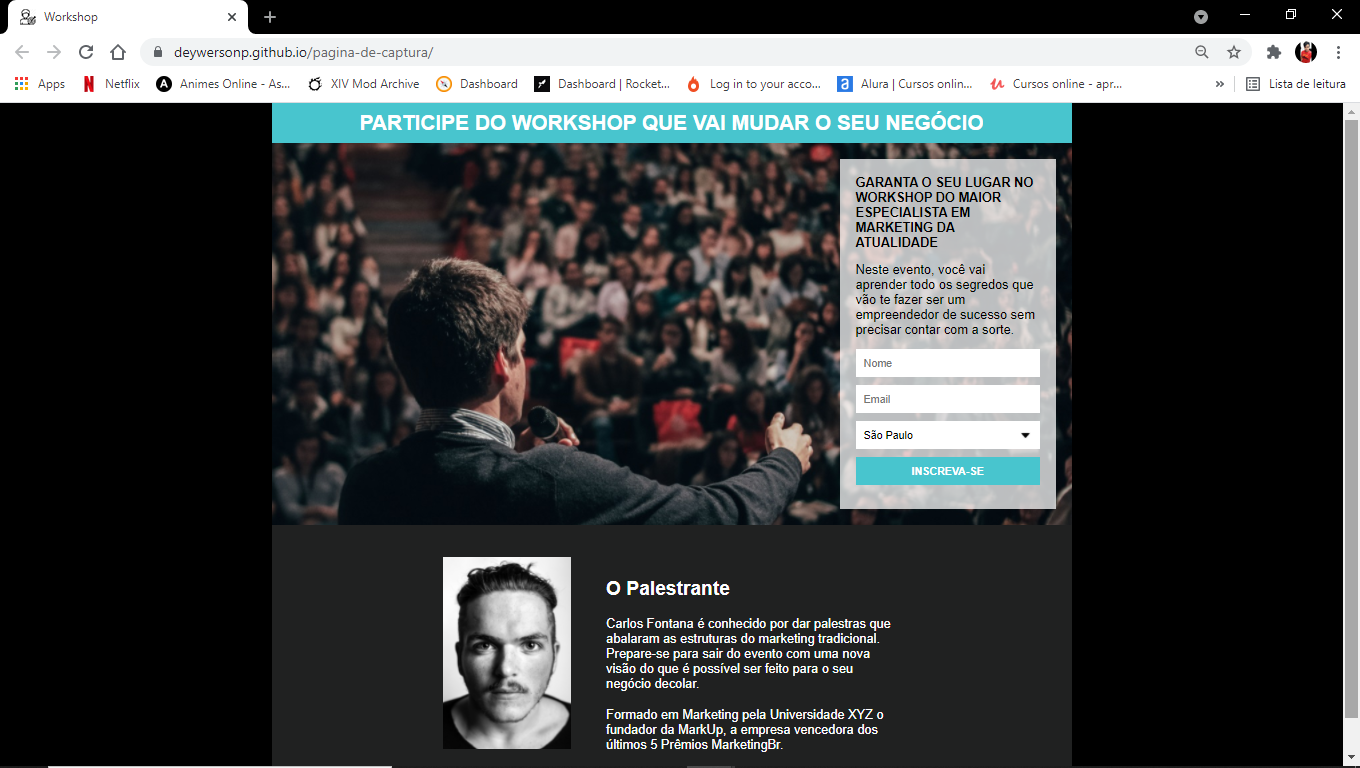 Workshop
deywersonp.github.io/pagina-de-captura/
Apps
Netflix
Animes Online - As...
XIV Mod Archive
Dashboard
Dashboard | Rocket...
Log in to your acco...
Alura | Cursos onlin...
Cursos online - apr...
»
Lista de leitura
PARTICIPE DO WORKSHOP QUE VAI MUDAR O SEU NEGÓCIO
GARANTA O SEU LUGAR NO
WORKSHOP DO MAIOR
ESPECIALISTA EM
MARKETING DA
ATUALIDADE
Neste evento, você vai
aprender todo os segredos que
vão te fazer ser um
empreendedor de sucesso sem
precisar contar com a sorte.
Nome
Email
São Paulo
INSCREVA-SE
O Palestrante
Carlos Fontana é conhecido por dar palestras que
abalaram as estruturas do marketing tradicional.
Prepare-se para sair do evento com uma nova
visão do que é possível ser feito para o seu
negócio decolar.
Formado em Marketing pela Universidade XYZ o
fundador da MarkUp, a empresa vencedora dos
últimos 5 Prêmios MarketingBr.